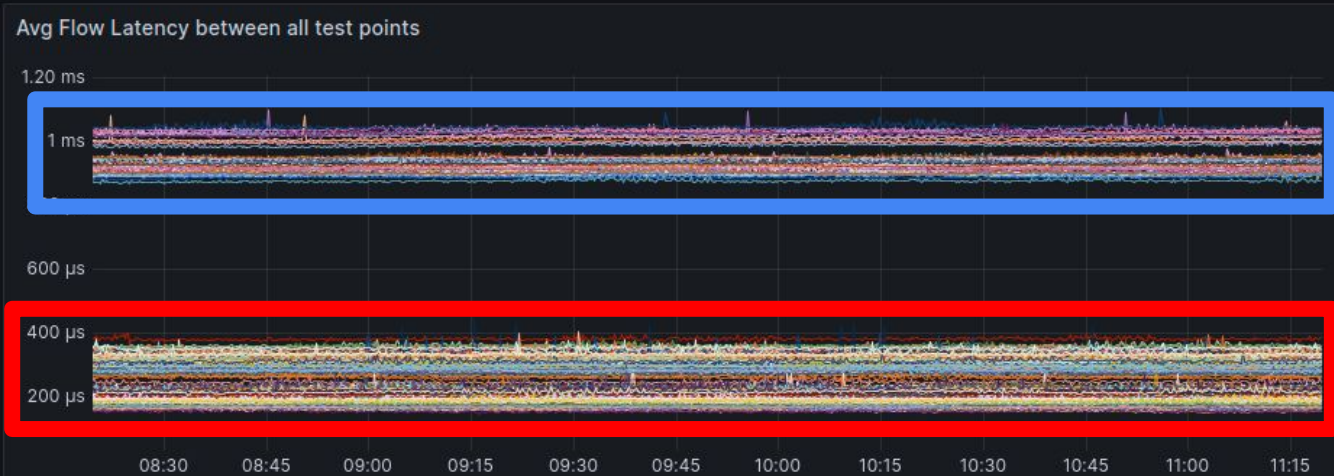 Avg Flow Latency between all test points
1.20 ms
1 ms
600 µs
400 µs
200 µs
08:30 08:45 09:00 09:15 09:30 09:45 10:00 10:15 10:30 10:45 11:00 11:15